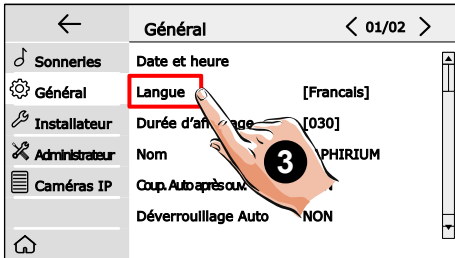 Général
01/02
Sonneries
Général
Installateur
Administrateur
Caméras IP
Date et heure
Langue [Francais]
Durée d'affichage [030]
Nom PHIRIUM
Coup. Auto après ouv.
Déverrouillage Auto NON
3